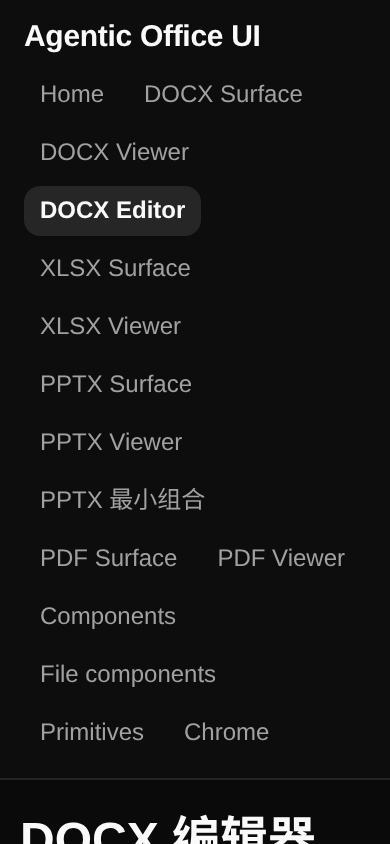 Agentic Office UI
Home DOCX Surface
DOCX Viewer
DOCX Editor
XLSX Surface
XLSX Viewer
PPTX Surface
PPTX Viewer
PPTX 最小组合
PDF Surface PDF Viewer
Components
File components
Primitives Chrome
DOCX 编辑器